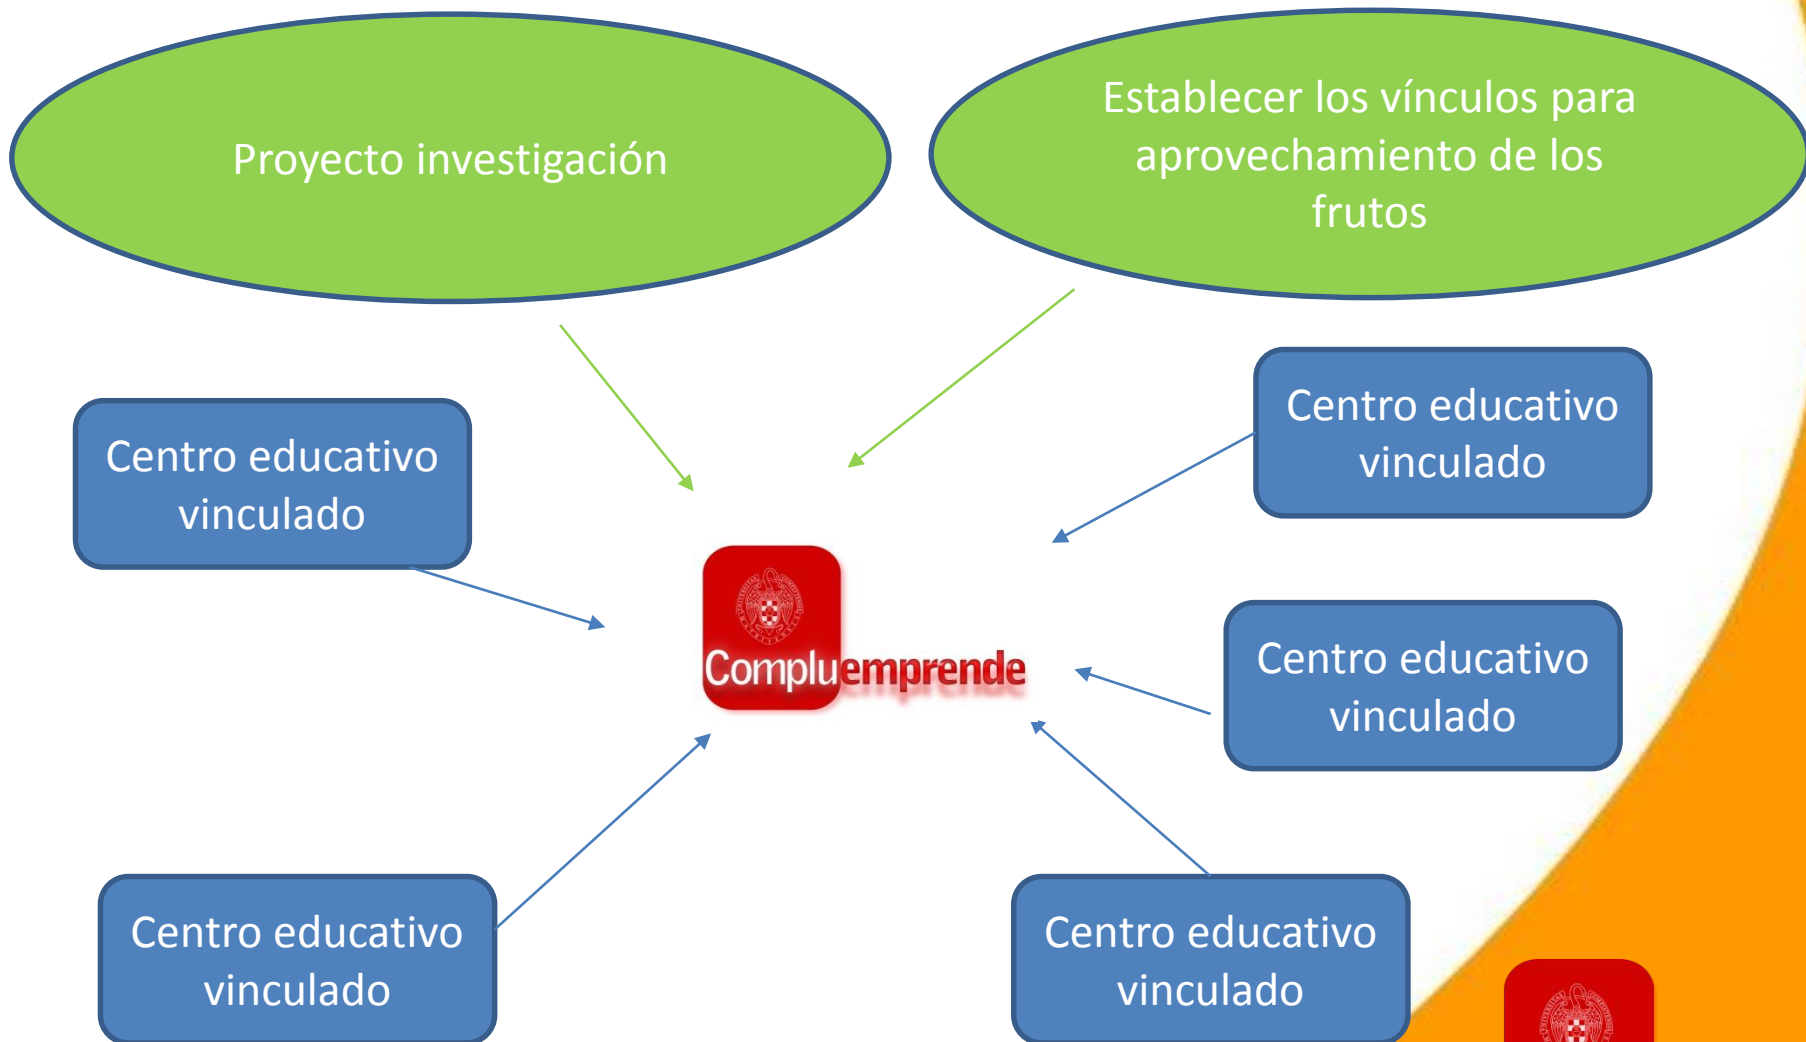 Proyecto investigación
Establecer los vínculos para
aprovechamiento de los
frutos
Centro educativo
vinculado
Centro educativo
vinculado
Compluemprende
Centro educativo
vinculado
Centro educativo
vinculado
Centro educativo
vinculado